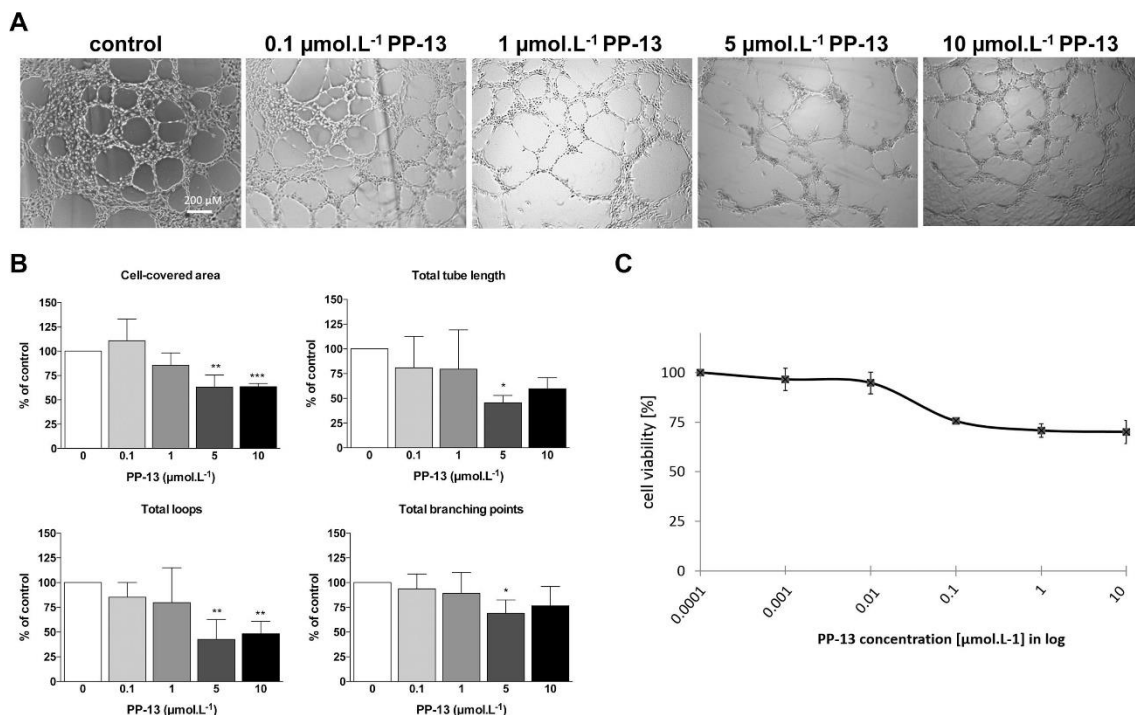 A
control
0.1 µmol.L⁻¹ PP-13
1 µmol.L⁻¹ PP-13
5 µmol.L⁻¹ PP-13
10 µmol.L⁻¹ PP-13
200 µM
B
Cell-covered area
% of control
150
125
100
75
50
25
0
**
***
0 0.1 1 5 10
PP-13 (µmol.L⁻¹)
Total tube length
% of control
150
125
100
75
50
25
0
*
0 0.1 1 5 10
PP-13 (µmol.L⁻¹)
Total loops
% of control
150
125
100
75
50
25
0
**
**
0 0.1 1 5 10
PP-13 (µmol.L⁻¹)
Total branching points
% of control
150
125
100
75
50
25
0
*
0 0.1 1 5 10
PP-13 (µmol.L⁻¹)
C
cell viability [%]
100
75
50
25
0
0.0001
0.001
0.01
0.1
1
10
PP-13 concentration [µmol.L-1] in log